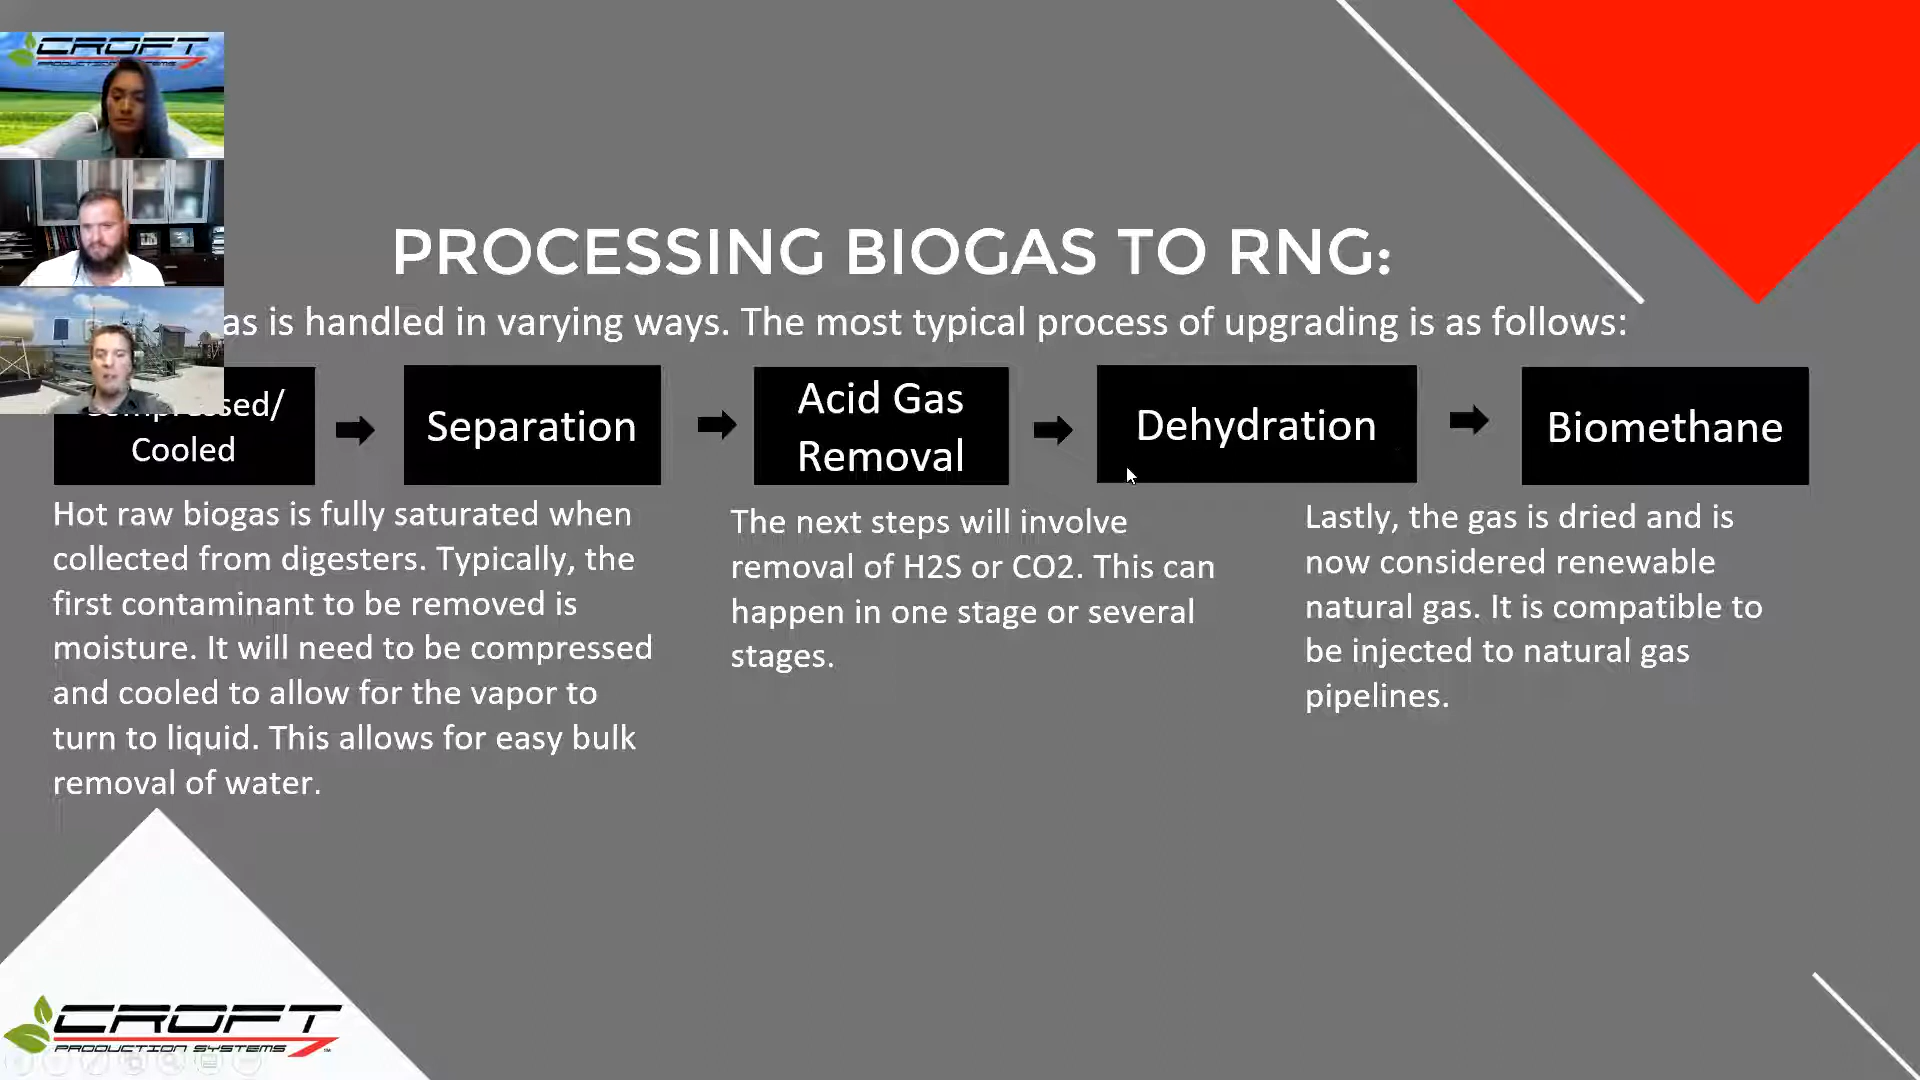 CROFT
PRODUCTION SYSTEMS
PROCESSING BIOGAS TO RNG:
as is handled in varying ways. The most typical process of upgrading is as follows:
Cooled
Separation
Acid Gas
Removal
Dehydration
Biomethane
Hot raw biogas is fully saturated when
collected from digesters. Typically, the
first contaminant to be removed is
moisture. It will need to be compressed
and cooled to allow for the vapor to
turn to liquid. This allows for easy bulk
removal of water.
The next steps will involve
removal of H2S or CO2. This can
happen in one stage or several
stages.
Lastly, the gas is dried and is
now considered renewable
natural gas. It is compatible to
be injected to natural gas
pipelines.
CROFT
PRODUCTION SYSTEMS